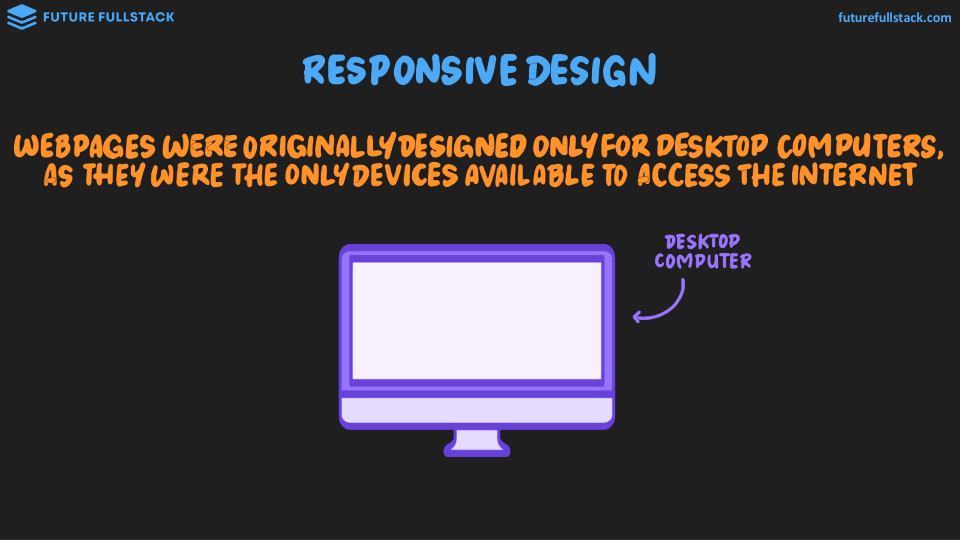 FUTURE FULLSTACK
futurefullstack.com
RESPONSIVE DESIGN
WEBPAGES WERE ORIGINALLY DESIGNED ONLY FOR DESKTOP COMPUTERS,
AS THEY WERE THE ONLY DEVICES AVAILABLE TO ACCESS THE INTERNET
DESKTOP
COMPUTER